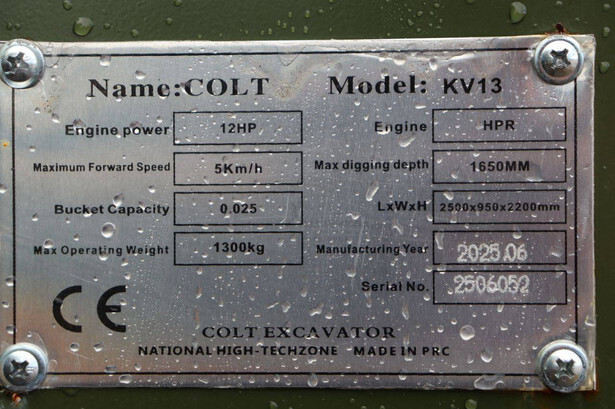 Name:COLT Model: KV13
Engine power 12HP Engine HPR
Maximum Forward Speed 5Km/h Max digging depth 1650MM
Bucket Capacity 0.025 LxWxH 2500x950x2200mm
Max Operating Weight 1300kg Manufacturing Year 2025.06
Serial No. 2506052
CE
COLT EXCAVATOR
NATIONAL HIGH-TECHZONE MADE IN PRC